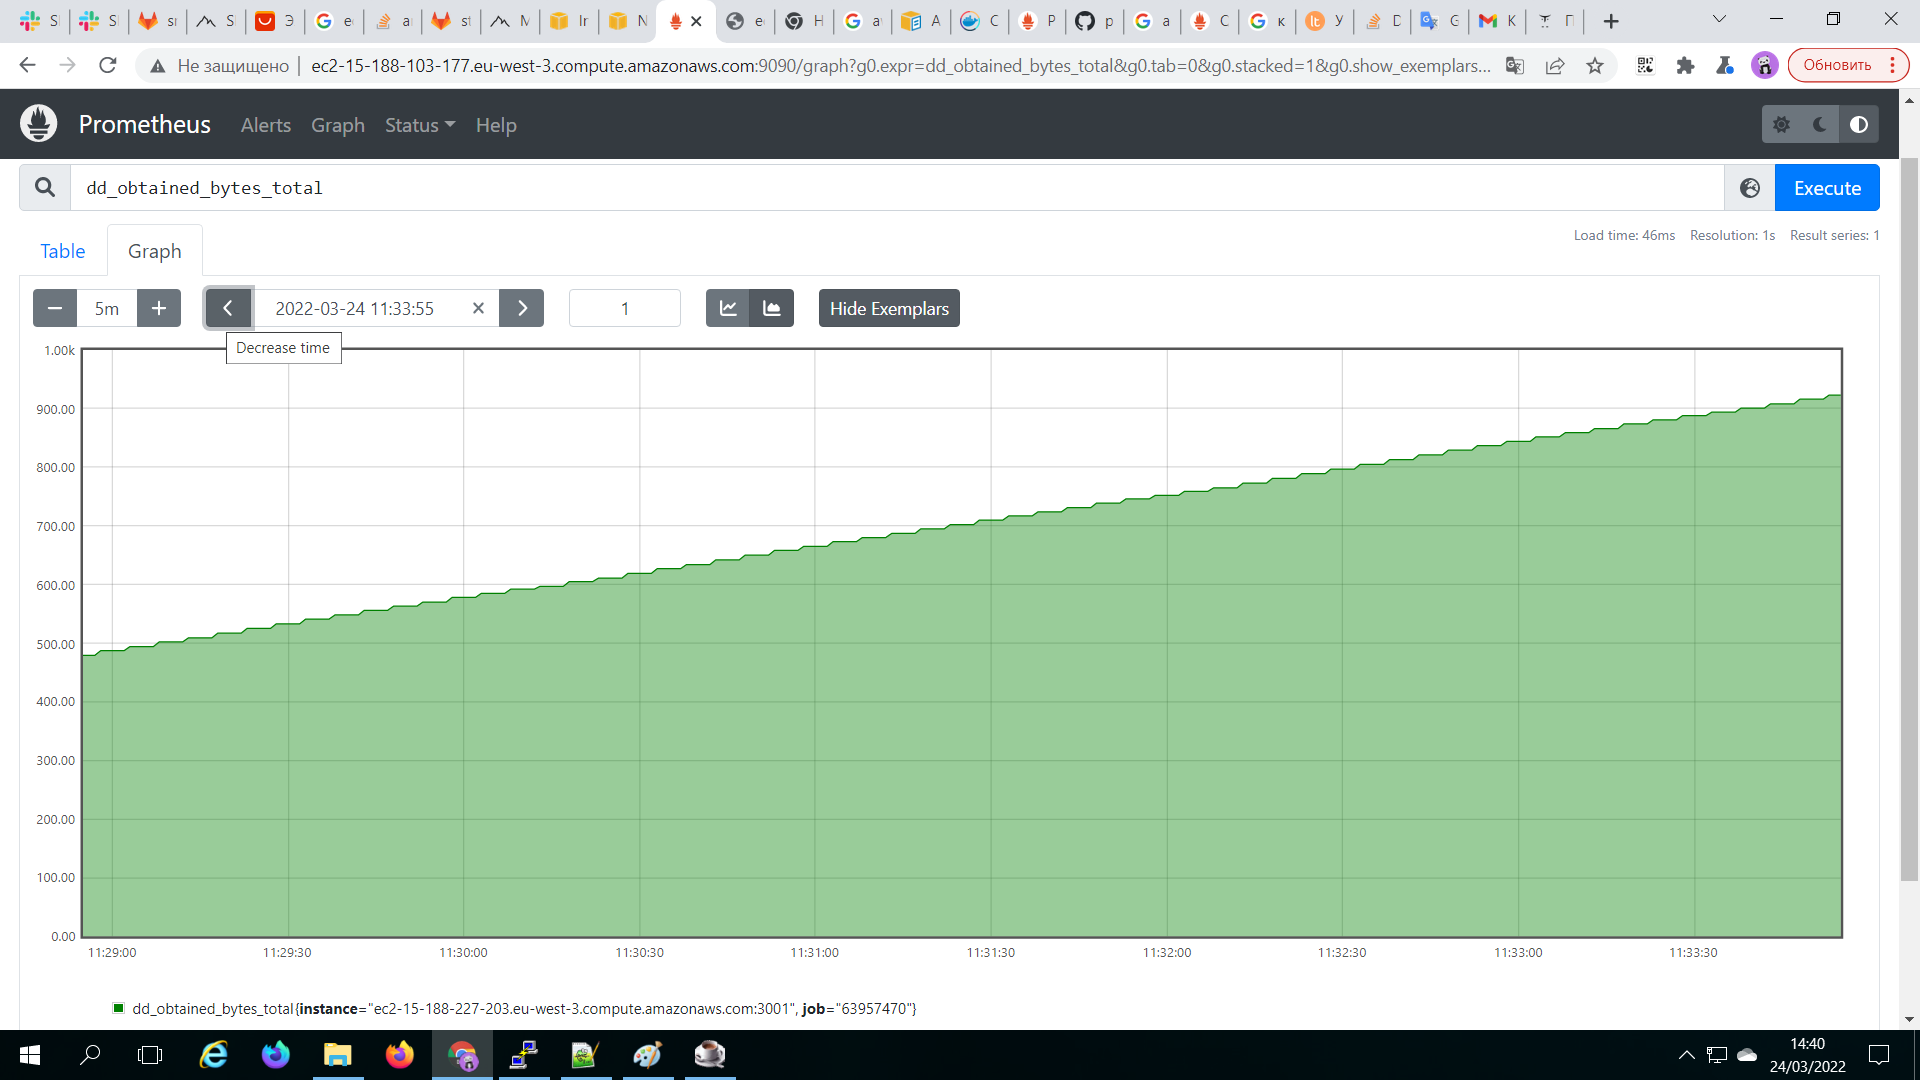 Не защищено
ec2-15-188-103-177.eu-west-3.compute.amazonaws.com:9090/graph?g0.expr=dd_obtained_bytes_total&g0.tab=0&g0.stacked=1&g0.show_exemplars...
Обновить
Prometheus Alerts Graph Status Help
dd_obtained_bytes_total
Execute
Table Graph
Load time: 46ms Resolution: 1s Result series: 1
5m
2022-03-24 11:33:55
1
Hide Exemplars
Decrease time
1.00k
900.00
800.00
700.00
600.00
500.00
400.00
300.00
200.00
100.00
0.00
11:29:00 11:29:30 11:30:00 11:30:30 11:31:00 11:31:30 11:32:00 11:32:30 11:33:00 11:33:30
dd_obtained_bytes_total{instance="ec2-15-188-227-203.eu-west-3.compute.amazonaws.com:3001", job="63957470"}
14:40
24/03/2022